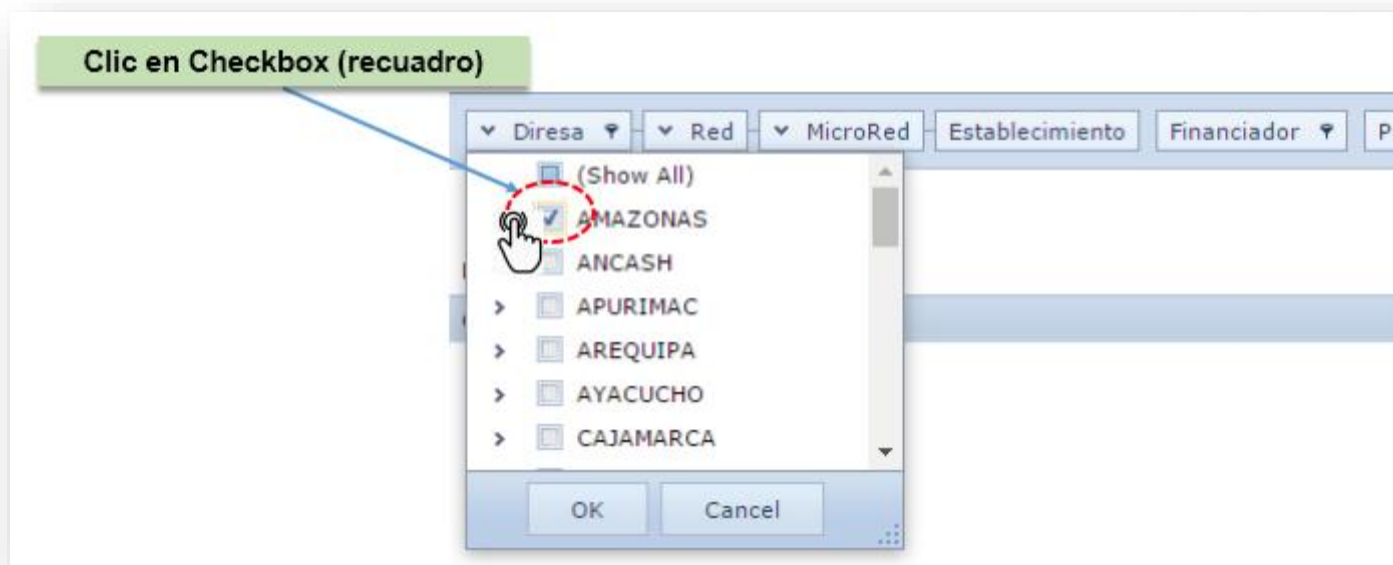 Clic en Checkbox (recuadro)
Diresa Red MicroRed Establecimiento Financiador P
(Show All)
AMAZONAS
ANCASH
APURIMAC
AREQUIPA
AYACUCHO
CAJAMARCA
OK Cancel